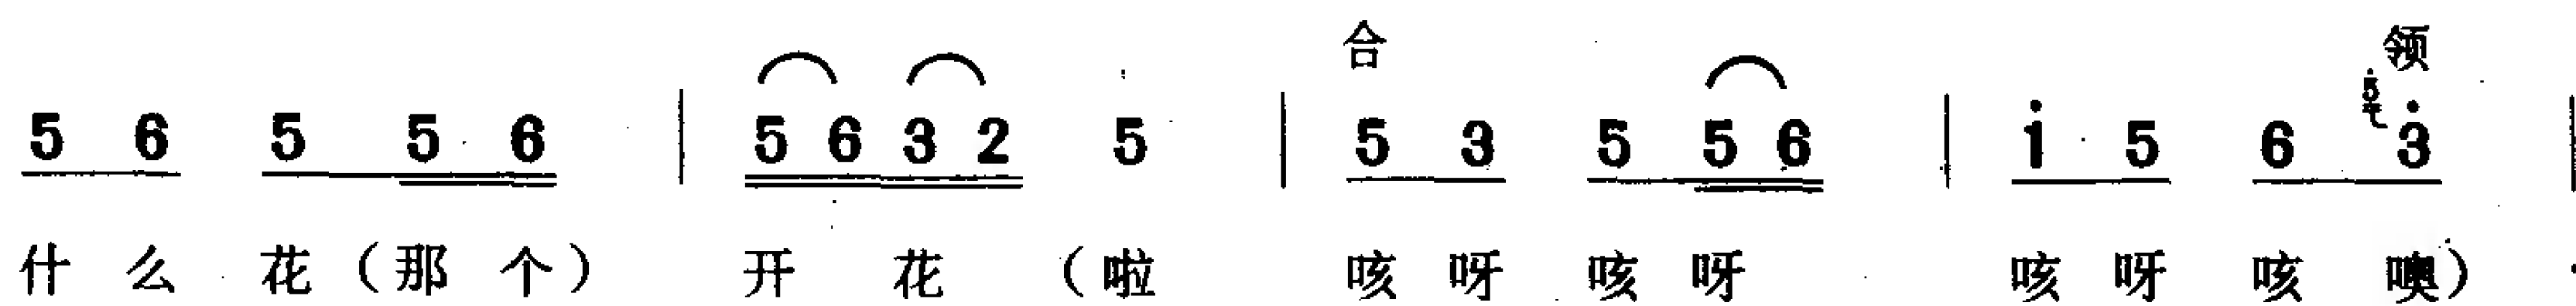 合 领
5 6 5 5 6 | 5 6 3 2 5 | 5 3 5 5 6 | i 5 6 5 3 |
什 么 花（那 个） 开 花 （啦 咳 呀 咳 呀 咳 呀 咳 噢）